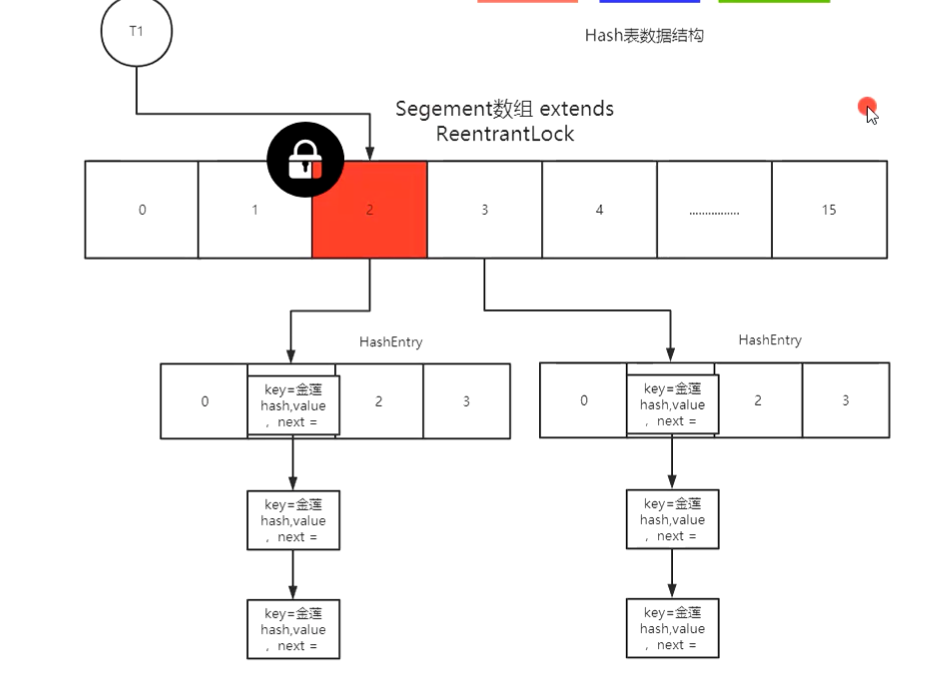 T1
Hash表数据结构
Segement数组 extends
ReentrantLock
0 1 2 3 4 ................ 15
HashEntry
HashEntry
0
key=金莲
hash,value
, next =
2 3
0
key=金莲
hash,value
, next =
2 3
key=金莲
hash,value
, next =
key=金莲
hash,value
, next =
key=金莲
hash,value
, next =
key=金莲
hash,value
, next =